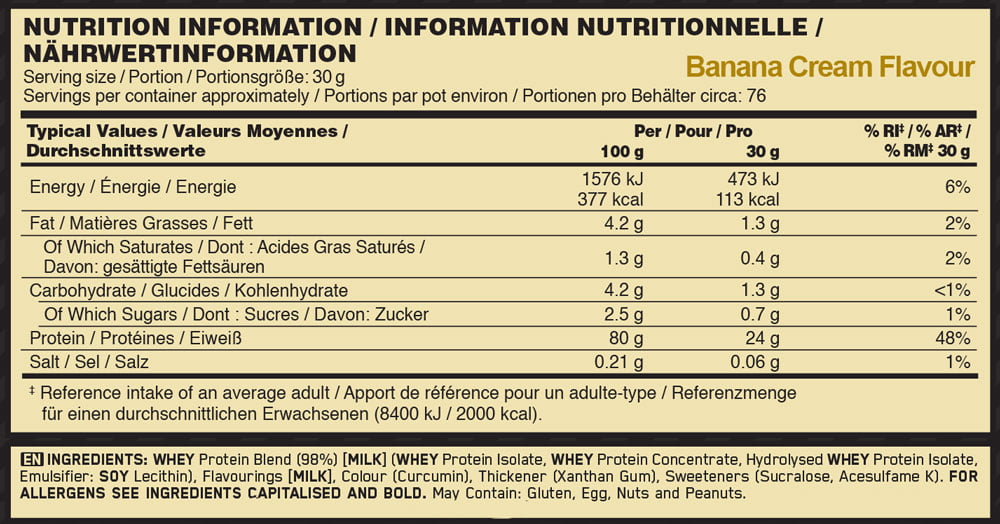 NUTRITION INFORMATION / INFORMATION NUTRITIONNELLE /
NÄHRWERTINFORMATION
Serving size / Portion / Portionsgröße: 30 g
Banana Cream Flavour
Servings per container approximately / Portions par pot environ / Portionen pro Behälter circa: 76
Typical Values / Valeurs Moyennes / Per / Pour / Pro % RI‡ / % AR‡ /
Durchschnittswerte 100 g 30 g % RM‡ 30 g
Energy / Énergie / Energie 1576 kJ 473 kJ 6%
377 kcal 113 kcal
Fat / Matières Grasses / Fett 4.2 g 1.3 g 2%
Of Which Saturates / Dont : Acides Gras Saturés /
Davon: gesättigte Fettsäuren 1.3 g 0.4 g 2%
Carbohydrate / Glucides / Kohlenhydrate 4.2 g 1.3 g <1%
Of Which Sugars / Dont : Sucres / Davon: Zucker 2.5 g 0.7 g 1%
Protein / Protéines / Eiweiß 80 g 24 g 48%
Salt / Sel / Salz 0.21 g 0.06 g 1%
‡ Reference intake of an average adult / Apport de référence pour un adulte-type / Referenzmenge
für einen durchschnittlichen Erwachsenen (8400 kJ / 2000 kcal).
EN INGREDIENTS: WHEY Protein Blend (98%) [MILK] (WHEY Protein Isolate, WHEY Protein Concentrate, Hydrolysed WHEY Protein Isolate,
Emulsifier: SOY Lecithin), Flavourings [MILK], Colour (Curcumin), Thickener (Xanthan Gum), Sweeteners (Sucralose, Acesulfame K). FOR
ALLERGENS SEE INGREDIENTS CAPITALISED AND BOLD. May Contain: Gluten, Egg, Nuts and Peanuts.